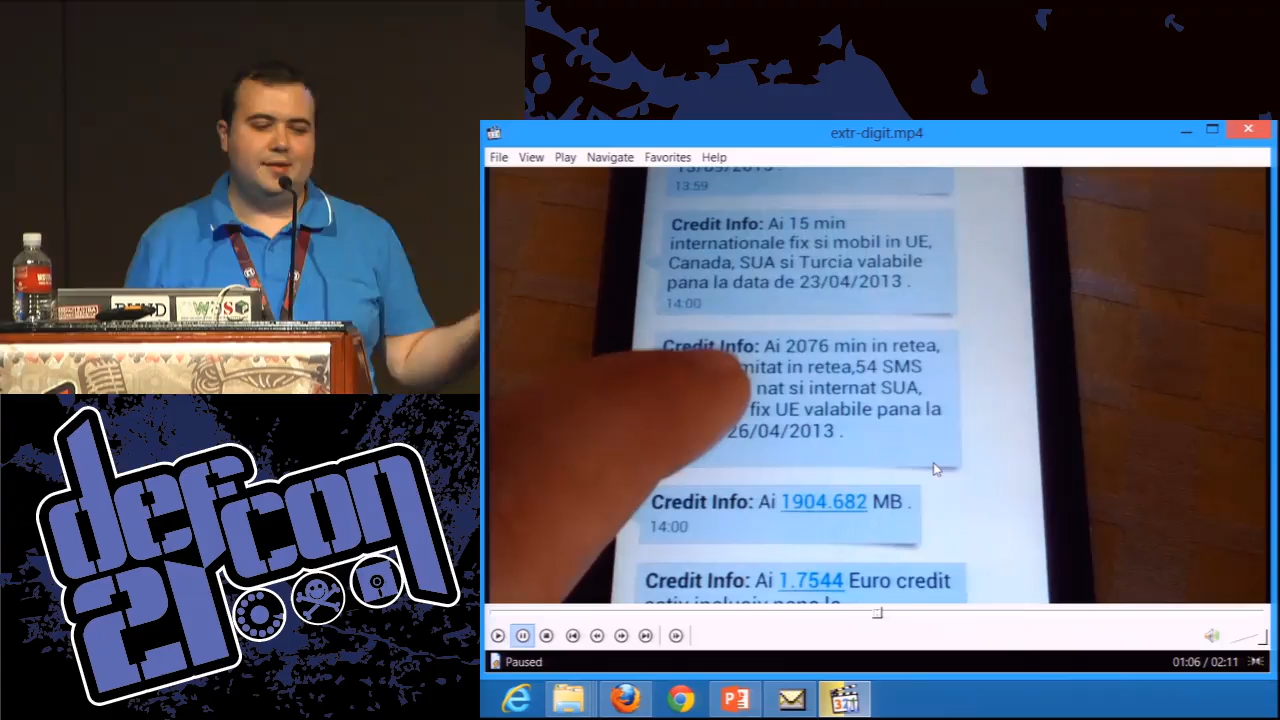 extr-digit.mp4
File View Play Navigate Favorites Help
13:59
Credit Info: Ai 15 min
internationale fix si mobil in UE,
Canada, SUA si Turcia valabile
pana la data de 23/04/2013 .
14:00
Credit Info: Ai 2076 min in retea,
mitat in retea,54 SMS
nat si internat SUA,
fix UE valabile pana la
26/04/2013 .
Credit Info: Ai 1904.682 MB .
14:00
Credit Info: Ai 1.7544 Euro credit
Paused
01:06 / 02:11
defcon
21